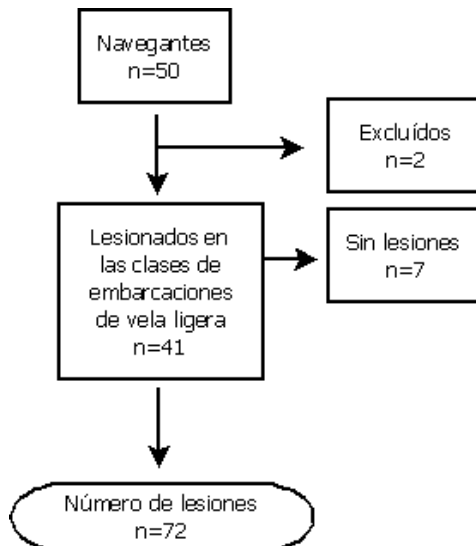 Navegantes
n=50
Excluídos
n=2
Lesionados en
las clases de
embarcaciones
de vela ligera
n=41
Sin lesiones
n=7
Número de lesiones
n=72